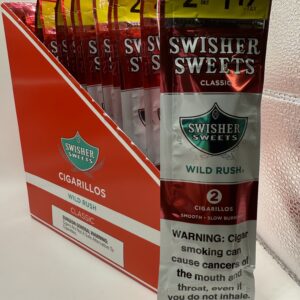 SWISHER
SWEETS
CIGARILLOS
WILD RUSH
CLASSIC
SWISHER
SWEETS
CLASSIC
SWISHER
SWEETS
WILD RUSH
2
CIGARILLOS
SMOOTH • SLOW BURNING
WARNING: Cigar
smoking can
cause cancers of
the mouth and
throat, even if
you do not inhale.